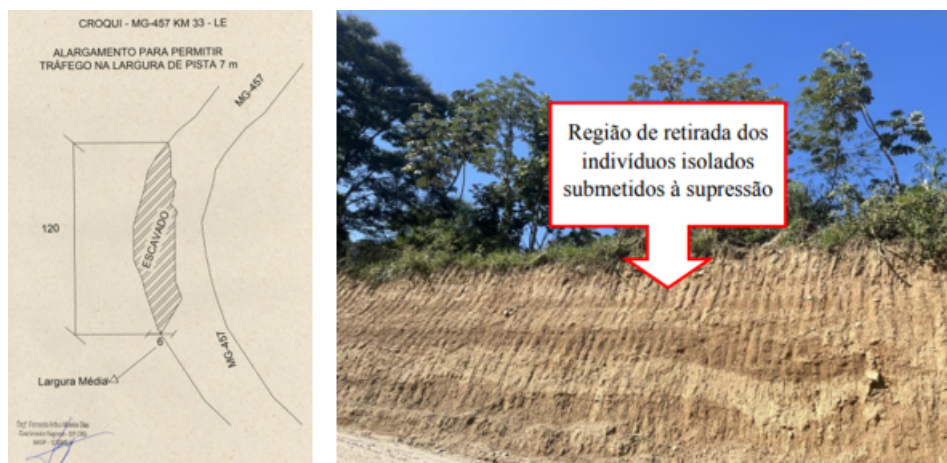 CROQUI - MG-457 KM 33 - LE
ALARGAMENTO PARA PERMITIR
TRÁFEGO NA LARGURA DE PISTA 7 m
MG-457
120
ESCAVADO
6
MG-457
Largura Média
Região de retirada dos
indivíduos isolados
submetidos à supressão